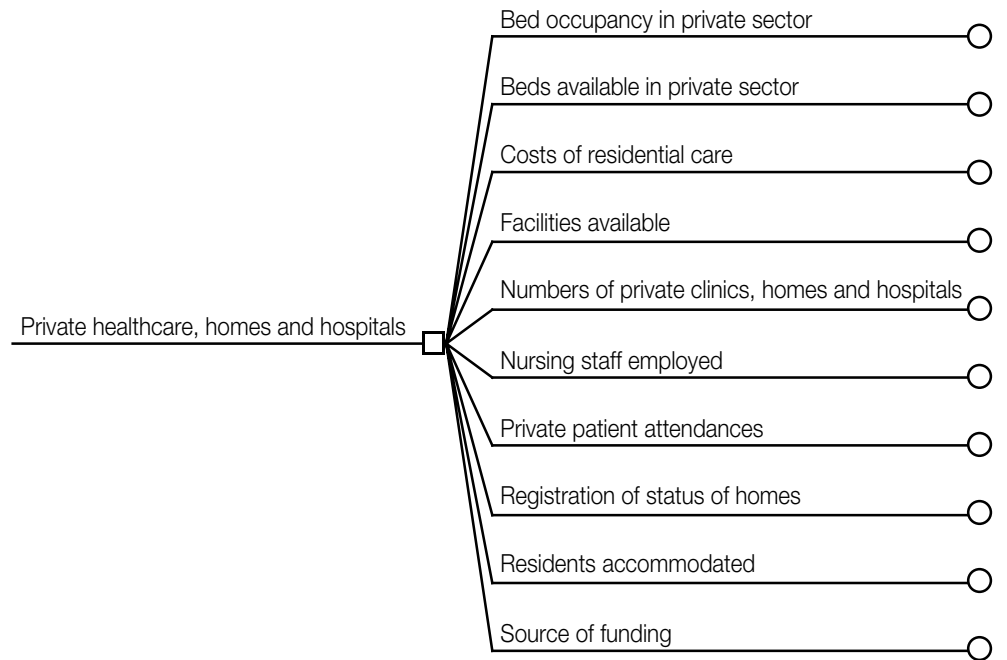 Bed occupancy in private sector
Beds available in private sector
Costs of residential care
Facilities available
Numbers of private clinics, homes and hospitals
Private healthcare, homes and hospitals
Nursing staff employed
Private patient attendances
Registration of status of homes
Residents accommodated
Source of funding